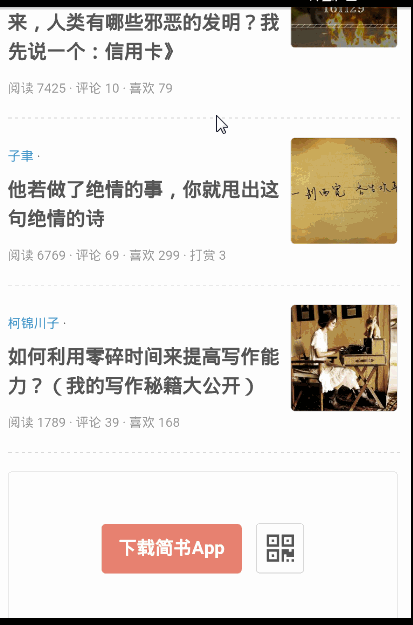 来，人类有哪些邪恶的发明？我
先说一个：信用卡》
阅读 7425 · 评论 10 · 喜欢 79
子聿 ·
他若做了绝情的事，你就甩出这
句绝情的诗
阅读 6769 · 评论 69 · 喜欢 299 · 打赏 3
柯锦川子 ·
如何利用零碎时间来提高写作能
力？（我的写作秘籍大公开）
阅读 1789 · 评论 39 · 喜欢 168
下载简书App